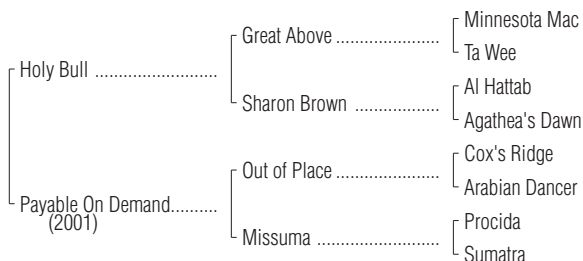 Minnesota Mac
Great Above ....................
Ta Wee
Holy Bull .......................
Al Hattab
Sharon Brown ................
Agathea's Dawn
Cox's Ridge
Out of Place ....................
Arabian Dancer
Payable On Demand.........
(2001)
Procida
Missuma .......................
Sumatra